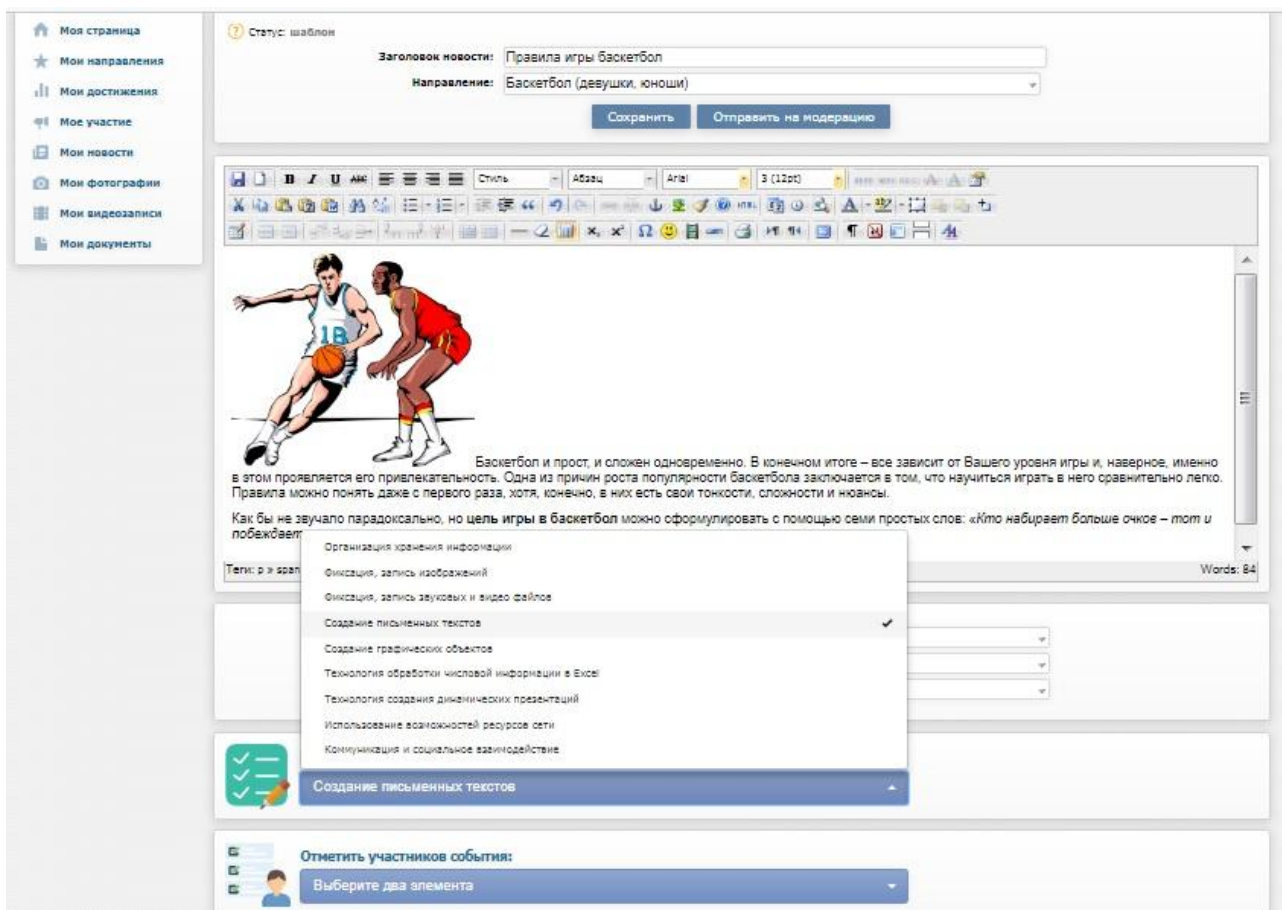 Моя страница
Мои направления
Мои достижения
Мое участие
Мои новости
Мои фотографии
Мои видеозаписи
Мои документы
? Статус: шаблон
Заголовок новости: Правила игры баскетбол
Направление: Баскетбол (девушки, юноши)
Сохранить Отправить на модерацию
B I U ABC Стиль Абзац Arial 3 (12pt)
HTML
18
Баскетбол и прост, и сложен одновременно. В конечном итоге – все зависит от Вашего уровня игры и, наверное, именно
в этом проявляется его привлекательность. Одна из причин роста популярности баскетбола заключается в том, что научиться играть в него сравнительно легко.
Правила можно понять даже с первого раза, хотя, конечно, в них есть свои тонкости, сложности и нюансы.
Как бы не звучало парадоксально, но цель игры в баскетбол можно сформулировать с помощью семи простых слов: «Кто набирает больше очков – тот и
побеждает
Теги: p » span Words: 84
Организация хранения информации
Фиксация, запись изображений
Фиксация, запись звуковых и видео файлов
Создание письменных текстов
Создание графических объектов
Технология обработки числовой информации в Excel
Технология создания динамических презентаций
Использование возможностей ресурсов сети
Коммуникация и социальное взаимодействие
Создание письменных текстов
Отметить участников события:
Выберите два элемента